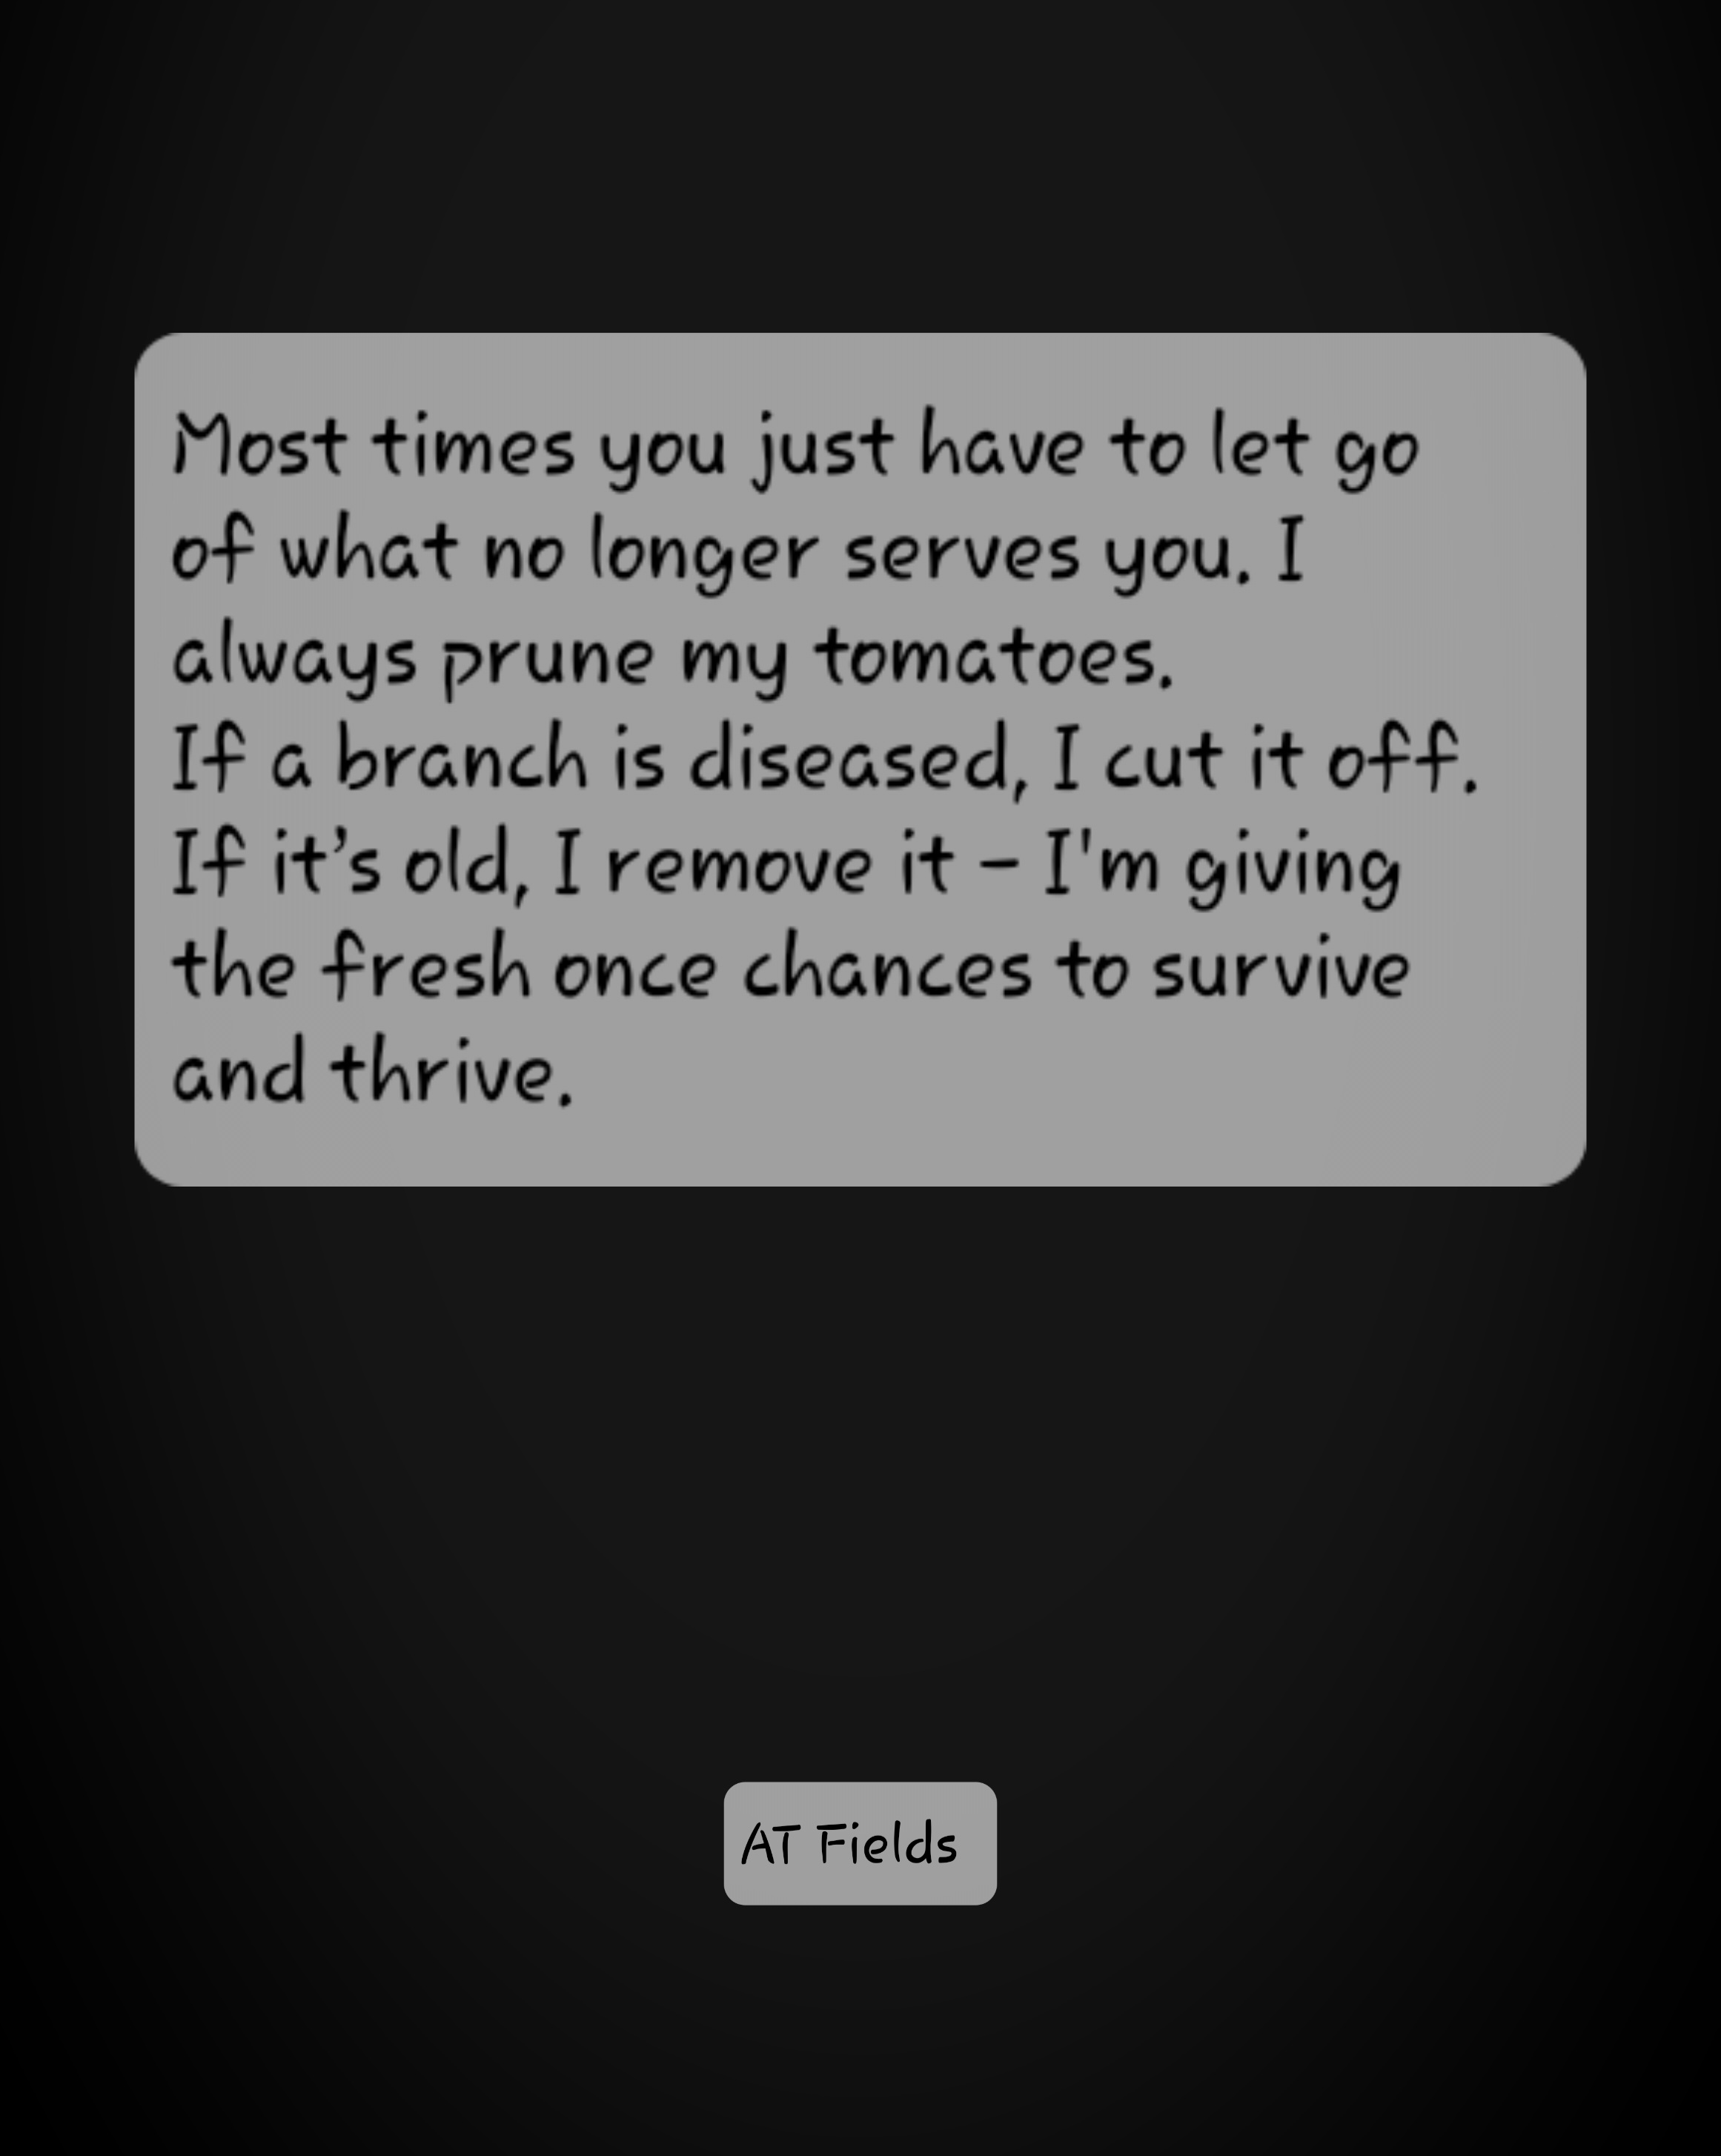 Most times you just have to let go
of what no longer serves you. I
always prune my tomatoes.
If a branch is diseased, I cut it off.
If it’s old, I remove it – I'm giving
the fresh once chances to survive
and thrive.
AT Fields